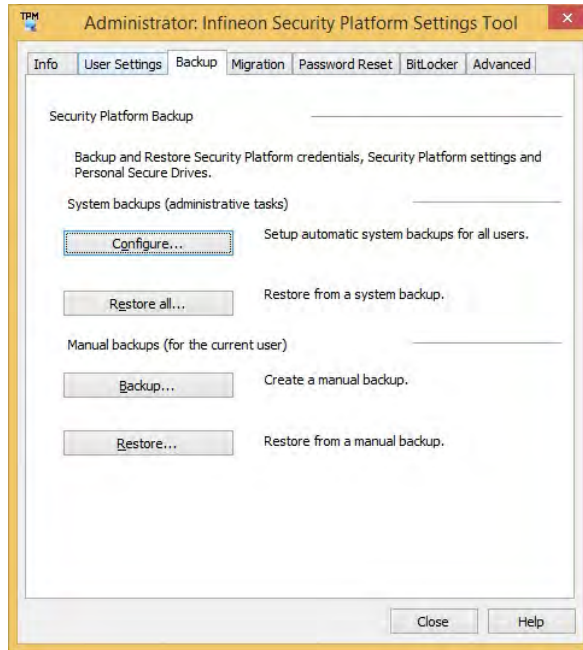 TPM
Administrator: Infineon Security Platform Settings Tool
Info User Settings Backup Migration Password Reset BitLocker Advanced
Security Platform Backup
Backup and Restore Security Platform credentials, Security Platform settings and
Personal Secure Drives.
System backups (administrative tasks)
Configure... Setup automatic system backups for all users.
Restore all... Restore from a system backup.
Manual backups (for the current user)
Backup... Create a manual backup.
Restore... Restore from a manual backup.
Close Help